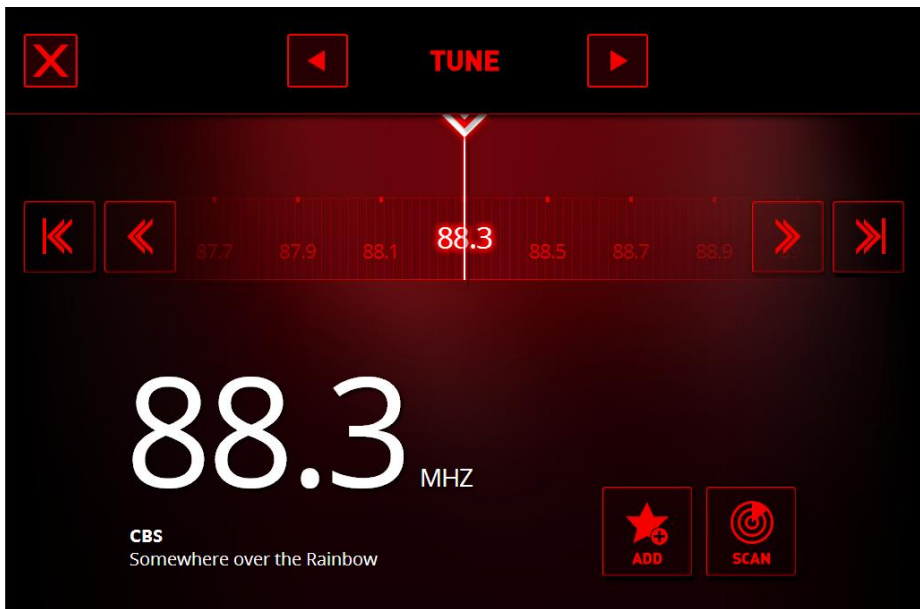 TUNE
87.7 87.9 88.1 88.3 88.5 88.7 88.9
88.3 MHZ
CBS
Somewhere over the Rainbow
ADD SCAN